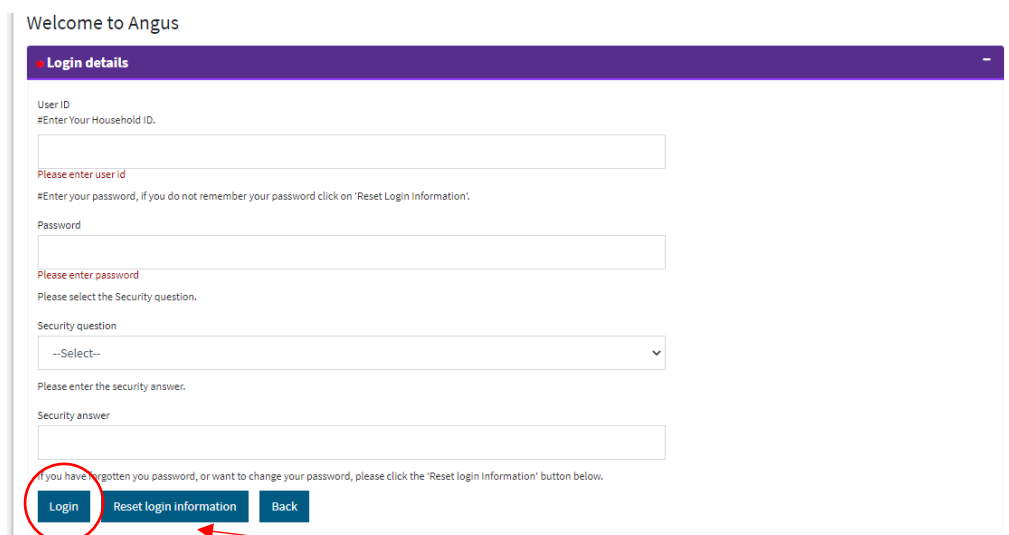 Welcome to Angus
* Login details –
User ID
#Enter Your Household ID.
Please enter user id
#Enter your password, if you do not remember your password click on 'Reset Login Information'.
Password
Please enter password
Please select the Security question.
Security question
--Select--
Please enter the security answer.
Security answer
If you have forgotten you password, or want to change your password, please click the 'Reset login Information' button below.
Login Reset login information Back